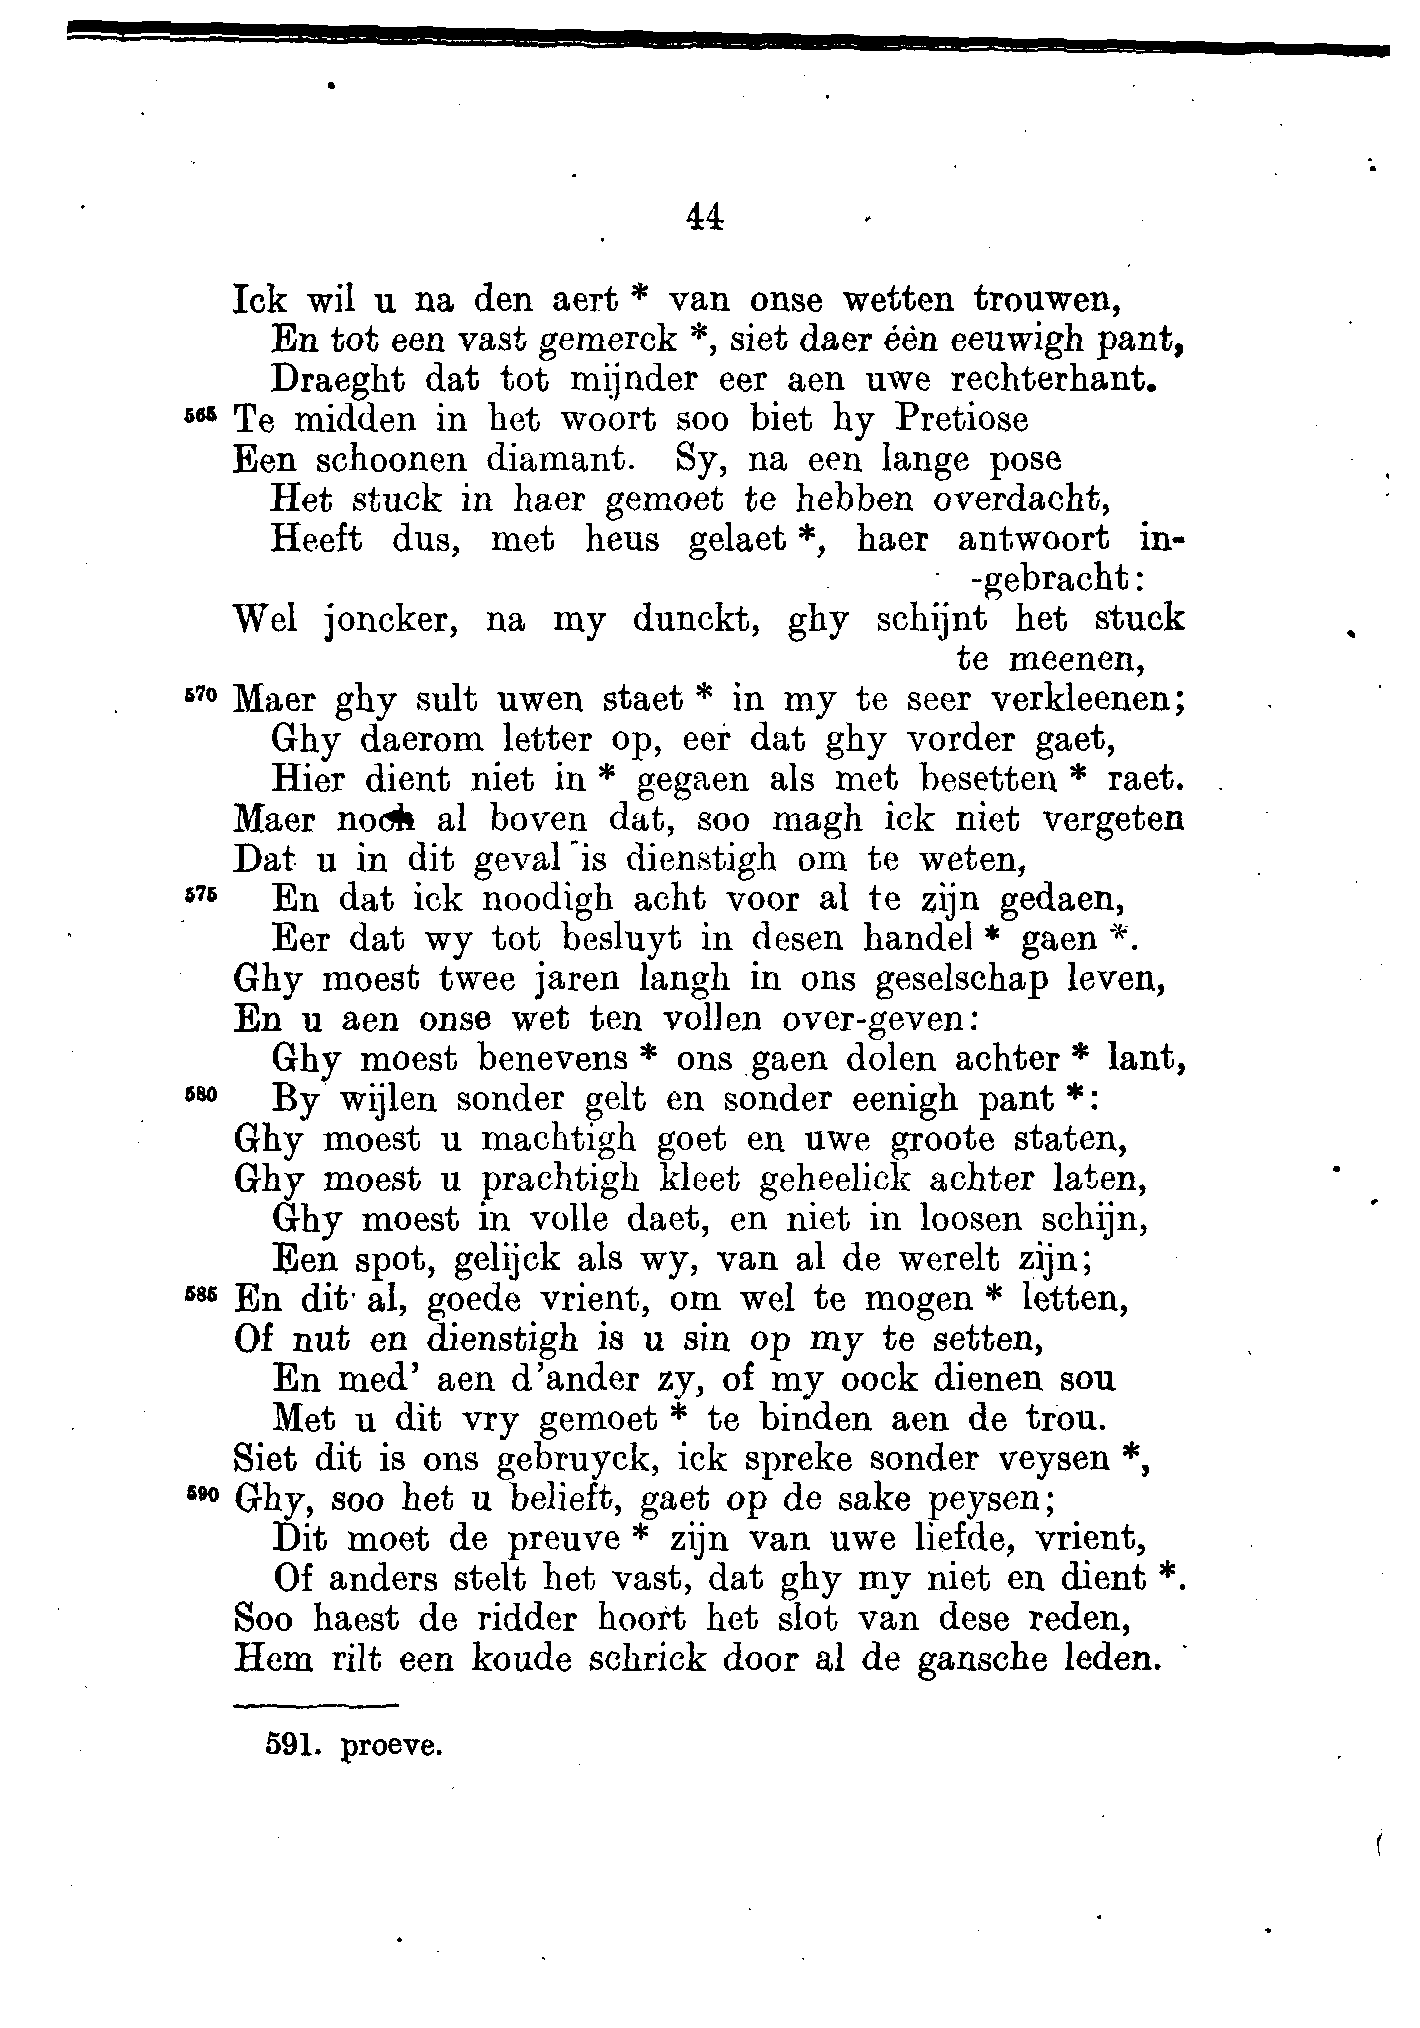 44
Ick wil u na den aert * van onse wetten trouwen,
En tot een vast gemerck *, siet daer éèn eeuwigh pant,
Draeght dat tot mijnder eer aen uwe rechterhant.
565 Te midden in het woort soo biet hy Pretiose
Een schoonen diamant. Sy, na een lange pose
Het stuck in haer gemoet te hebben overdacht,
Heeft dus, met heus gelaet *, haer antwoort in-
-gebracht:
Wel joncker, na my dunckt, ghy schijnt het stuck
te meenen,
570 Maer ghy sult uwen staet * in my te seer verkleenen;
Ghy daerom letter op, eer dat ghy vorder gaet,
Hier dient niet in * gegaen als met besetten * raet.
Maer noch al boven dat, soo magh ick niet vergeten
Dat u in dit geval is dienstigh om te weten,
575 En dat ick noodigh acht voor al te zijn gedaen,
Eer dat wy tot besluyt in desen handel * gaen *.
Ghy moest twee jaren langh in ons geselschap leven,
En u aen onse wet ten vollen over-geven:
Ghy moest benevens * ons gaen dolen achter * lant,
580 By wijlen sonder gelt en sonder eenigh pant *:
Ghy moest u machtigh goet en uwe groote staten,
Ghy moest u prachtigh kleet geheelick achter laten,
Ghy moest in volle daet, en niet in loosen schijn,
Een spot, gelijck als wy, van al de werelt zijn;
585 En dit al, goede vrient, om wel te mogen * letten,
Of nut en dienstigh is u sin op my te setten,
En med' aen d'ander zy, of my oock dienen sou
Met u dit vry gemoet * te binden aen de trou.
Siet dit is ons gebruyck, ick spreke sonder veysen *,
590 Ghy, soo het u belieft, gaet op de sake peysen;
Dit moet de preuve * zijn van uwe liefde, vrient,
Of anders stelt het vast, dat ghy my niet en dient *.
Soo haest de ridder hoort het slot van dese reden,
Hem rilt een koude schrick door al de gansche leden.
591. proeve.